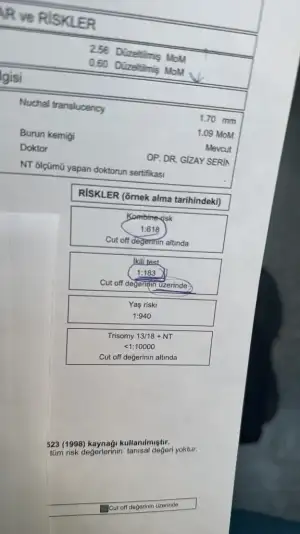 AR ve RİSKLER
2.56 Düzeltilmiş MoM
0.60 Düzeltilmiş MoM
lgisi
Nuchal translucency
1.70 mm
1.09 MoM
Burun kemiği
Mevcut
Doktor
OP. DR. GİZAY SERİN
NT ölçümü yapan doktorun sertifikası
RİSKLER (örnek alma tarihindeki)
Kombine risk
1:618
Cut off değerinin altında
İkili test
1:183
Cut off değerinin üzerinde
Yaş riski
1:940
Trisomy 13/18 + NT
<1:10000
Cut off değerinin altında
523 (1998) kaynağı kullanılmıştır.
tüm risk değerlerinin tanısal değeri yoktur.
Cut off değerinin üzerinde